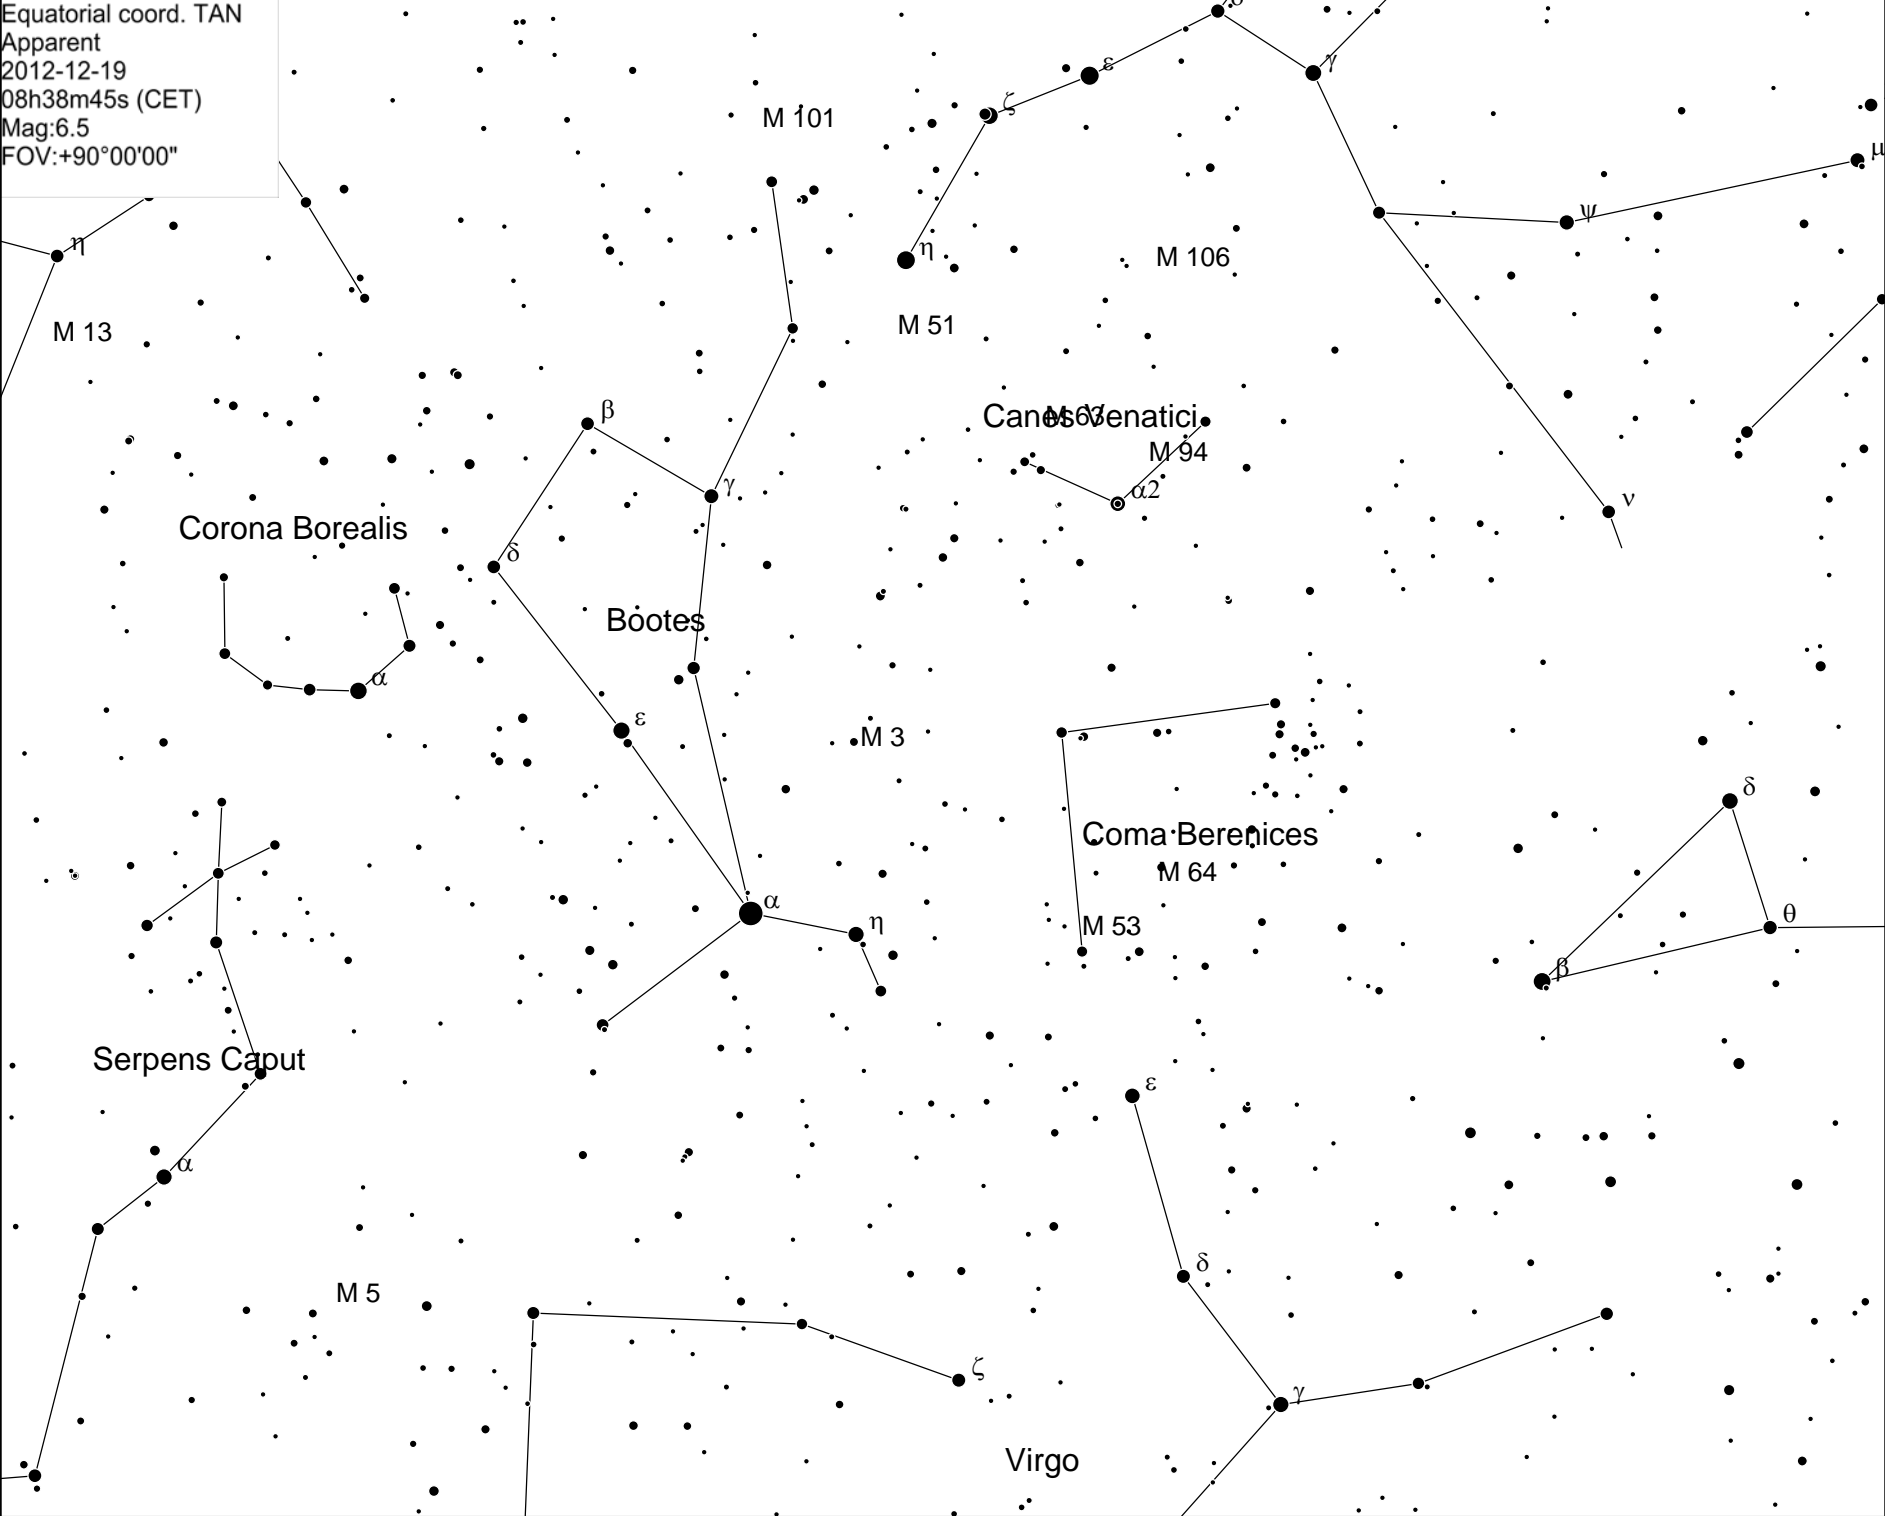 Equatorial coord. TAN
Apparent
2012-12-19
08h38m45s (CET)
Mag:6.5
FOV:+90°00'00"
δ
ε
γ
ζ
M 101
μ
ψ
η
η
M 106
M 13
M 51
β
Canes Venatici
M 63
M 94
γ
α2
ν
Corona Borealis
δ
Bootes
α
ε
M 3
δ
Coma Berenices
M 64
α
η
M 53
θ
β
Serpens Caput
ε
α
δ
M 5
ζ
γ
Virgo